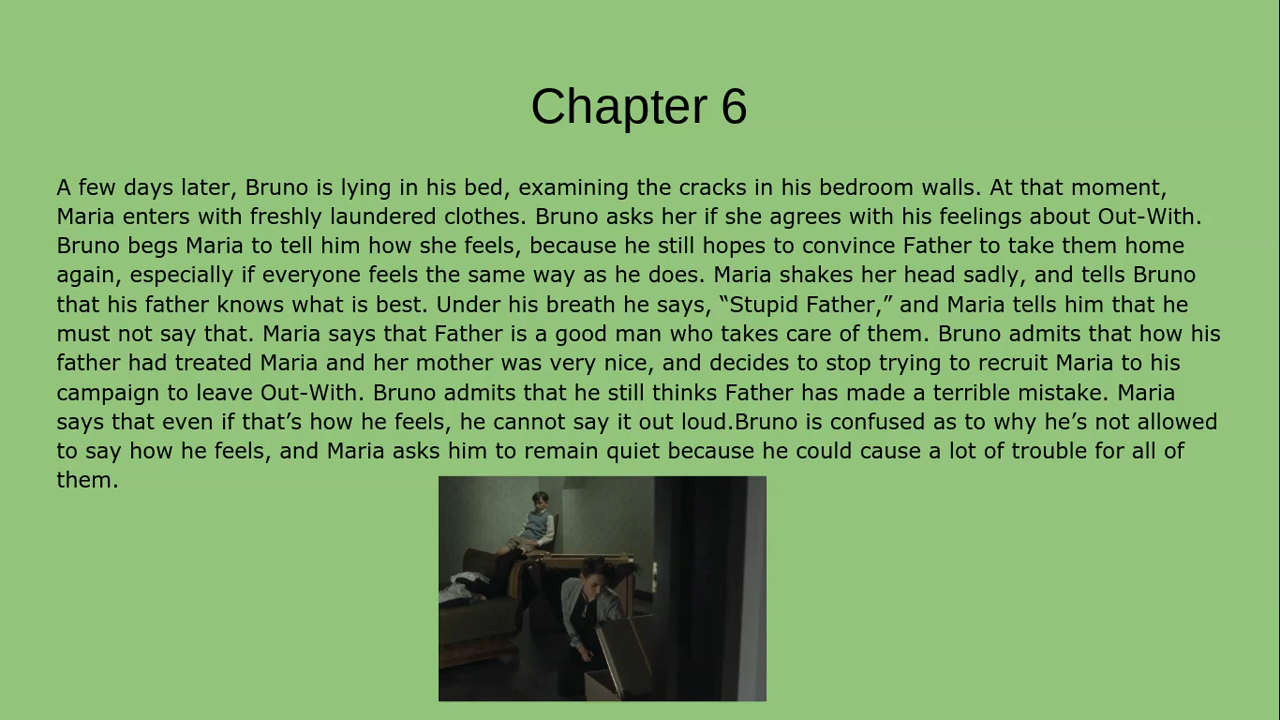 Chapter 6
A few days later, Bruno is lying in his bed, examining the cracks in his bedroom walls. At that moment,
Maria enters with freshly laundered clothes. Bruno asks her if she agrees with his feelings about Out-With.
Bruno begs Maria to tell him how she feels, because he still hopes to convince Father to take them home
again, especially if everyone feels the same way as he does. Maria shakes her head sadly, and tells Bruno
that his father knows what is best. Under his breath he says, “Stupid Father,” and Maria tells him that he
must not say that. Maria says that Father is a good man who takes care of them. Bruno admits that how his
father had treated Maria and her mother was very nice, and decides to stop trying to recruit Maria to his
campaign to leave Out-With. Bruno admits that he still thinks Father has made a terrible mistake. Maria
says that even if that’s how he feels, he cannot say it out loud.Bruno is confused as to why he’s not allowed
to say how he feels, and Maria asks him to remain quiet because he could cause a lot of trouble for all of
them.